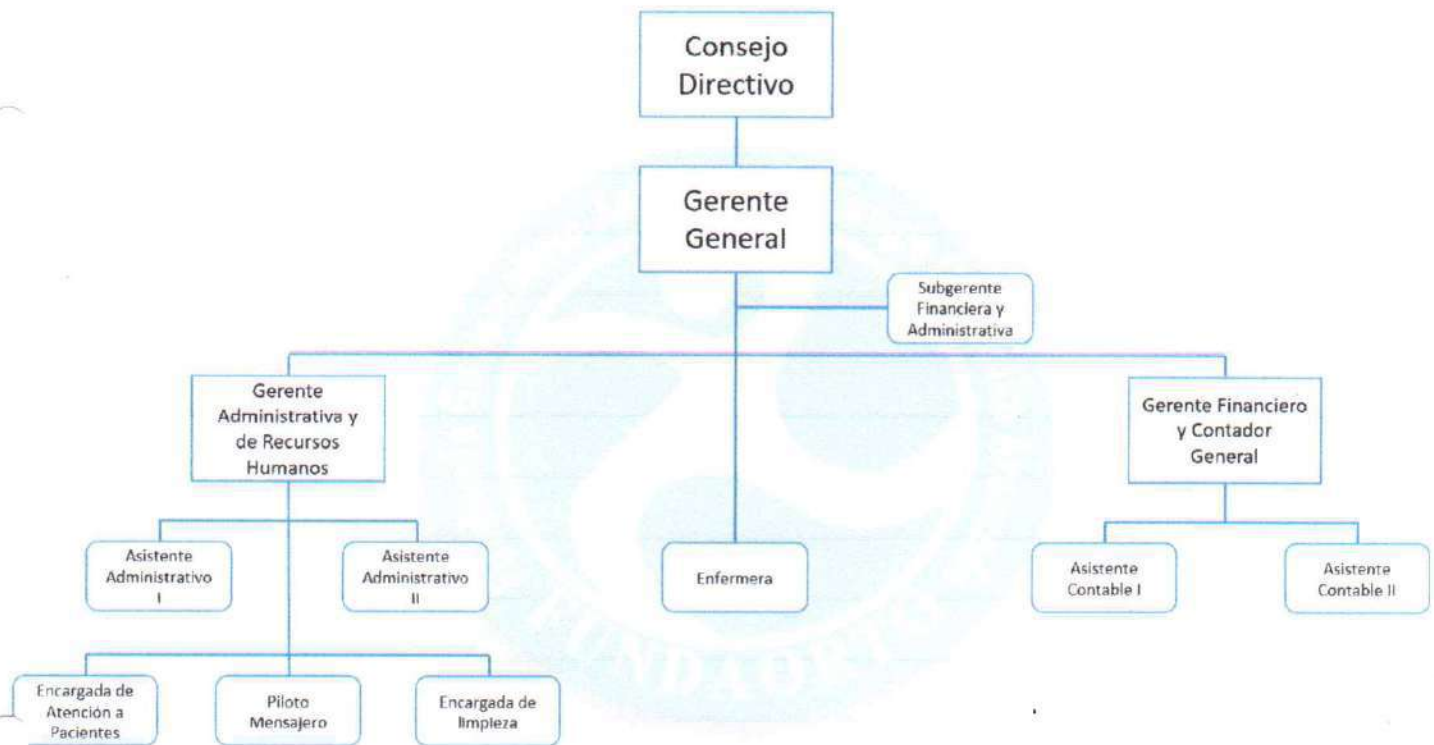 Consejo
Directivo
Gerente
General
Subgerente
Financiera y
Administrativa
Gerente
Administrativa y
de Recursos
Humanos
Gerente Financiero
y Contador
General
Asistente
Administrativo
I
Asistente
Administrativo
II
Enfermera
Asistente
Contable I
Asistente
Contable II
Encargada de
Atención a
Pacientes
Piloto
Mensajero
Encargada de
limpieza